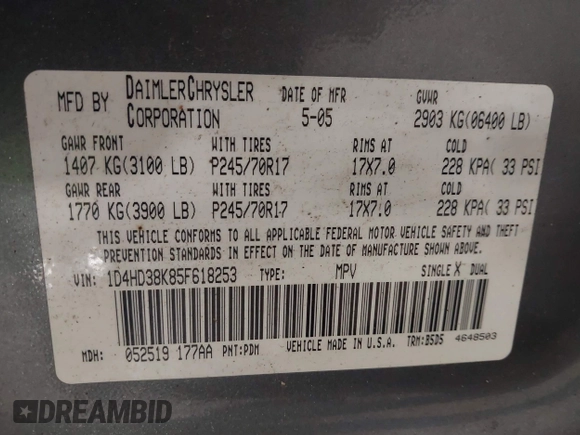 MFD BY DAIMLERCHRYSLER CORPORATION DATE OF MFR 5-05 GVWR 2903 KG(06400 LB)
GAWR FRONT WITH TIRES RIMS AT COLD
1407 KG(3100 LB) P245/70R17 17X7.0 228 KPA( 33 PSI
GAWR REAR WITH TIRES RIMS AT COLD
1770 KG(3900 LB) P245/70R17 17X7.0 228 KPA( 33 PSI
THIS VEHICLE CONFORMS TO ALL APPLICABLE FEDERAL MOTOR VEHICLE SAFETY AND THEFT
PREVENTION STANDARDS IN EFFECT ON THE DATE OF MANUFACTURE SHOWN ABOVE.
VIN: 1D4HD38K85F618253 TYPE: MPV SINGLE X DUAL
MDH: 052519 177AA PNT:PDM VEHICLE MADE IN U.S.A. TRM:B5D5 4648503
DREAMBID